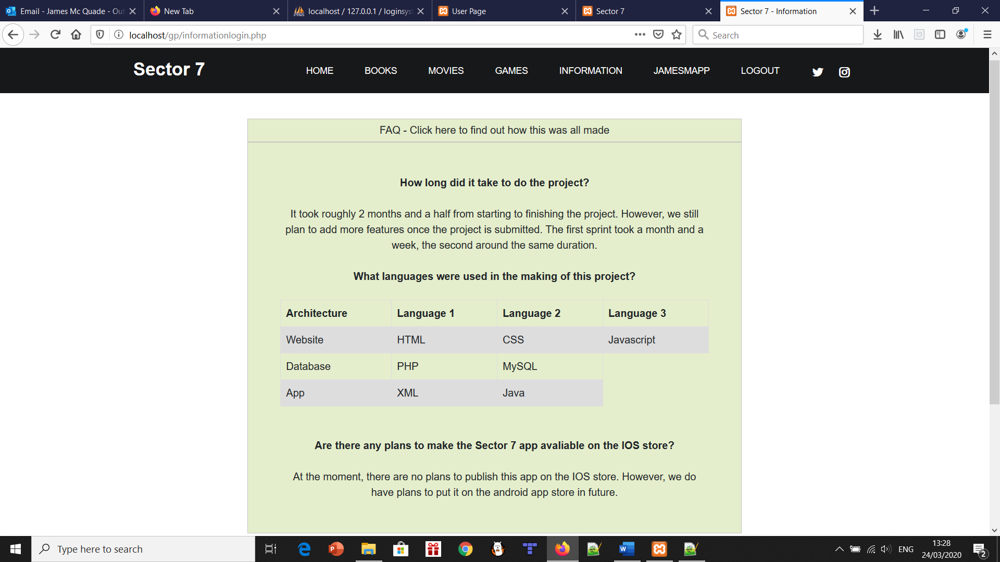 Email - James Mc Quade - Out
New Tab
localhost / 127.0.0.1 / loginsyst
User Page
Sector 7
Sector 7 - Information
localhost/gp/informationlogin.php
Search
Sector 7
HOME BOOKS MOVIES GAMES INFORMATION JAMESMAPP LOGOUT
FAQ - Click here to find out how this was all made
How long did it take to do the project?
It took roughly 2 months and a half from starting to finishing the project. However, we still
plan to add more features once the project is submitted. The first sprint took a month and a
week, the second around the same duration.
What languages were used in the making of this project?
Architecture Language 1 Language 2 Language 3
Website HTML CSS Javascript
Database PHP MySQL
App XML Java
Are there any plans to make the Sector 7 app avaliable on the IOS store?
At the moment, there are no plans to publish this app on the IOS store. However, we do
have plans to put it on the android app store in future.
Type here to search
ENG
13:28
24/03/2020
2